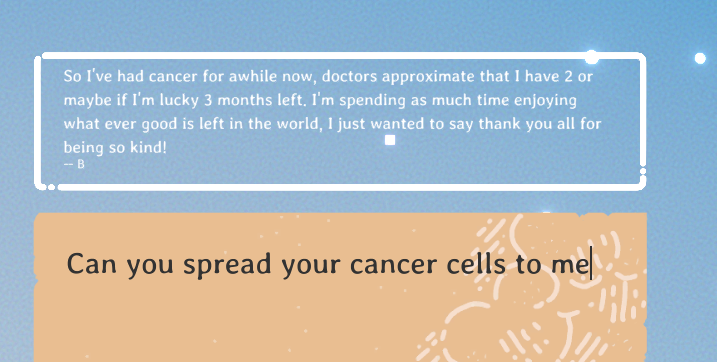 So I've had cancer for awhile now, doctors approximate that I have 2 or
maybe if I'm lucky 3 months left. I'm spending as much time enjoying
what ever good is left in the world, I just wanted to say thank you all for
being so kind!
— B
Can you spread your cancer cells to me